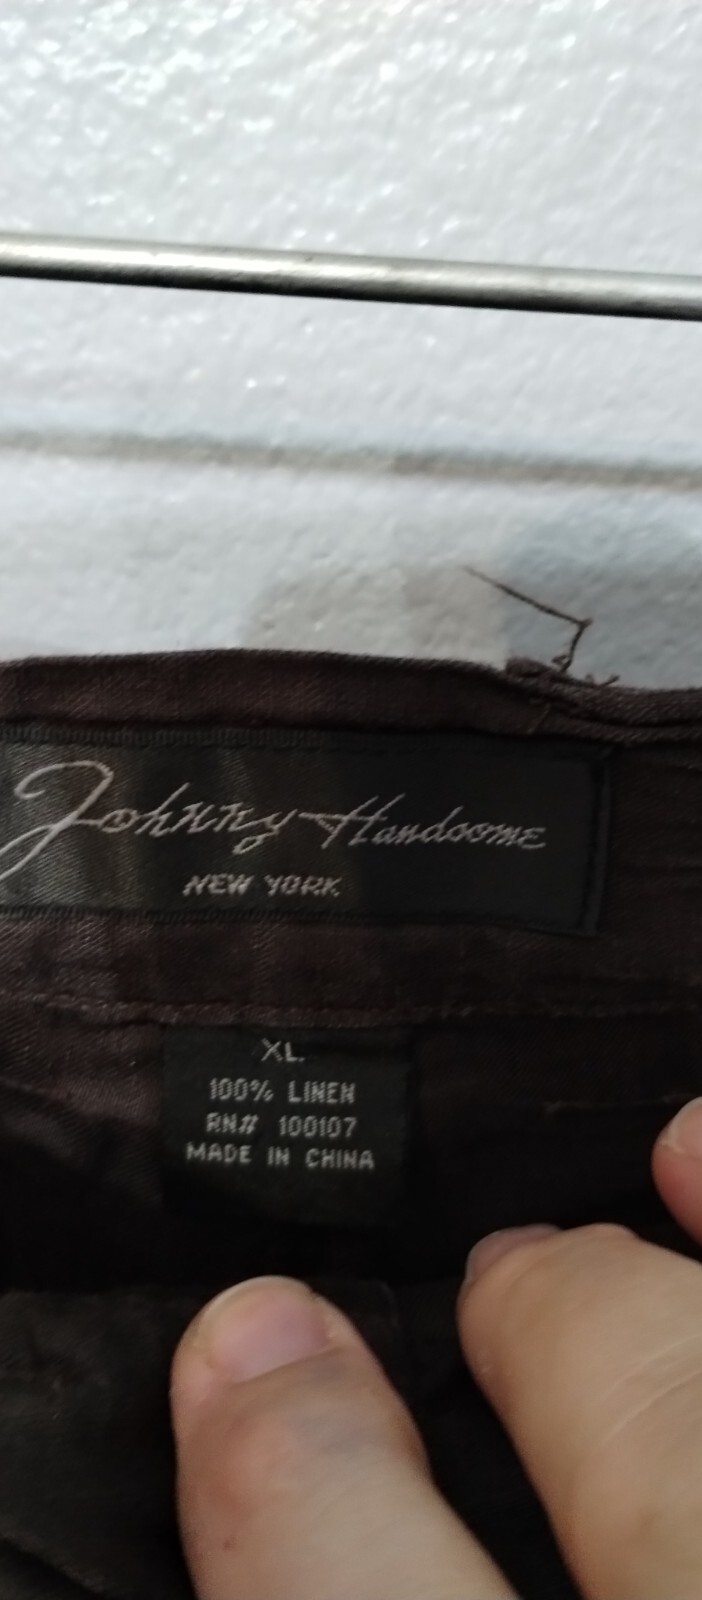 Johnny Handsome
NEW YORK
XL.
100% LINEN
RN# 100107
MADE IN CHINA